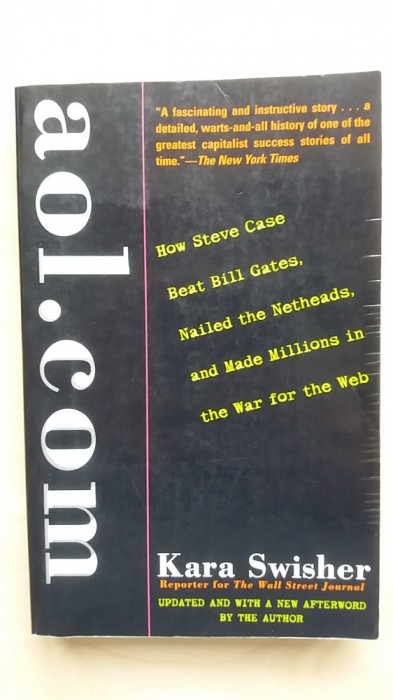 aol.com
"A fascinating and instructive story . . . a
detailed, warts-and-all history of one of the
greatest capitalist success stories of all
time."—The New York Times
How Steve Case
Beat Bill Gates,
Nailed the Netheads,
and Made Millions in
the War for the Web
Kara Swisher
Reporter for The Wall Street Journal
UPDATED AND WITH A NEW AFTERWORD
BY THE AUTHOR